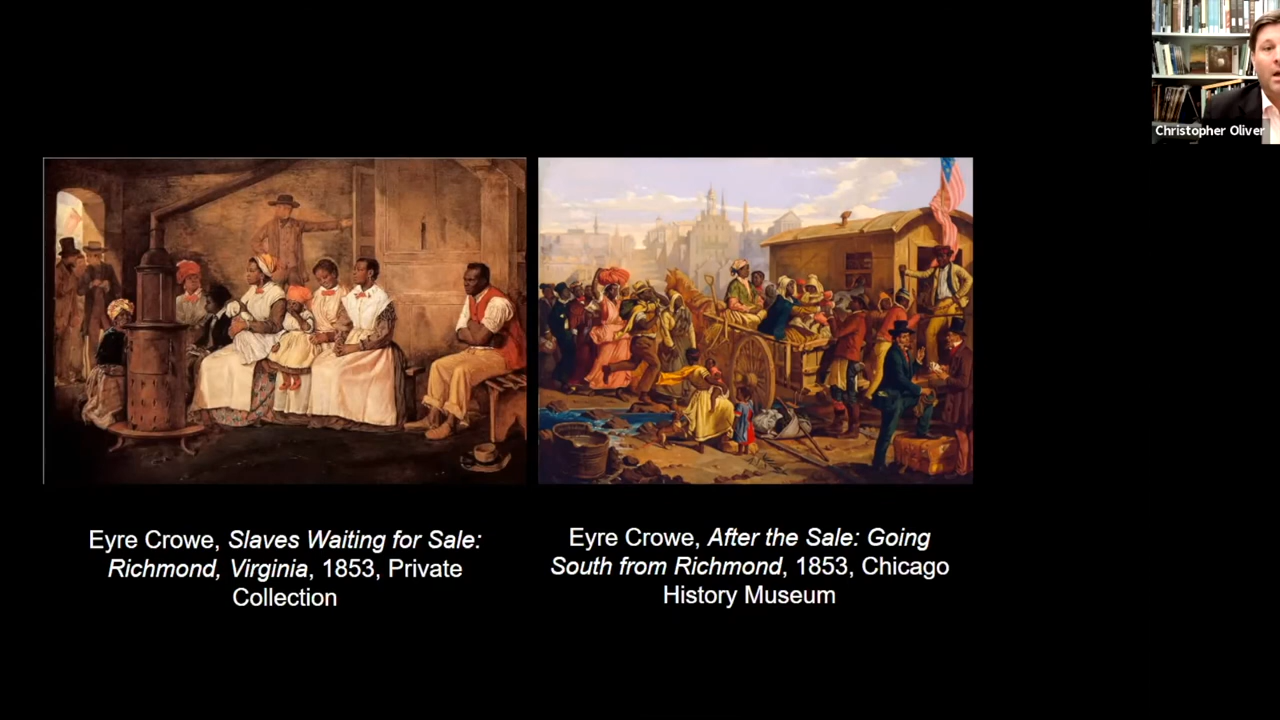 Christopher Oliver
Eyre Crowe, Slaves Waiting for Sale:
Richmond, Virginia, 1853, Private
Collection
Eyre Crowe, After the Sale: Going
South from Richmond, 1853, Chicago
History Museum